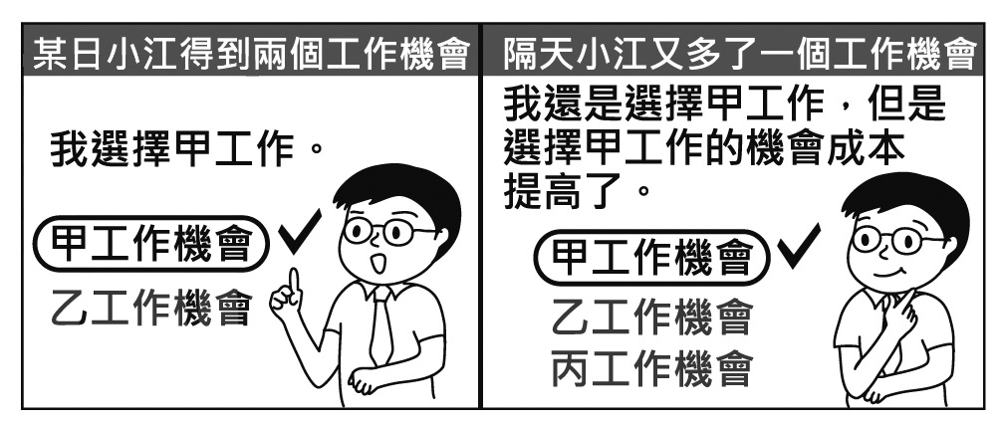 某日小江得到兩個工作機會
我選擇甲工作。
甲工作機會
乙工作機會
隔天小江又多了一個工作機會
我還是選擇甲工作，但是
選擇甲工作的機會成本
提高了。
甲工作機會
乙工作機會
丙工作機會